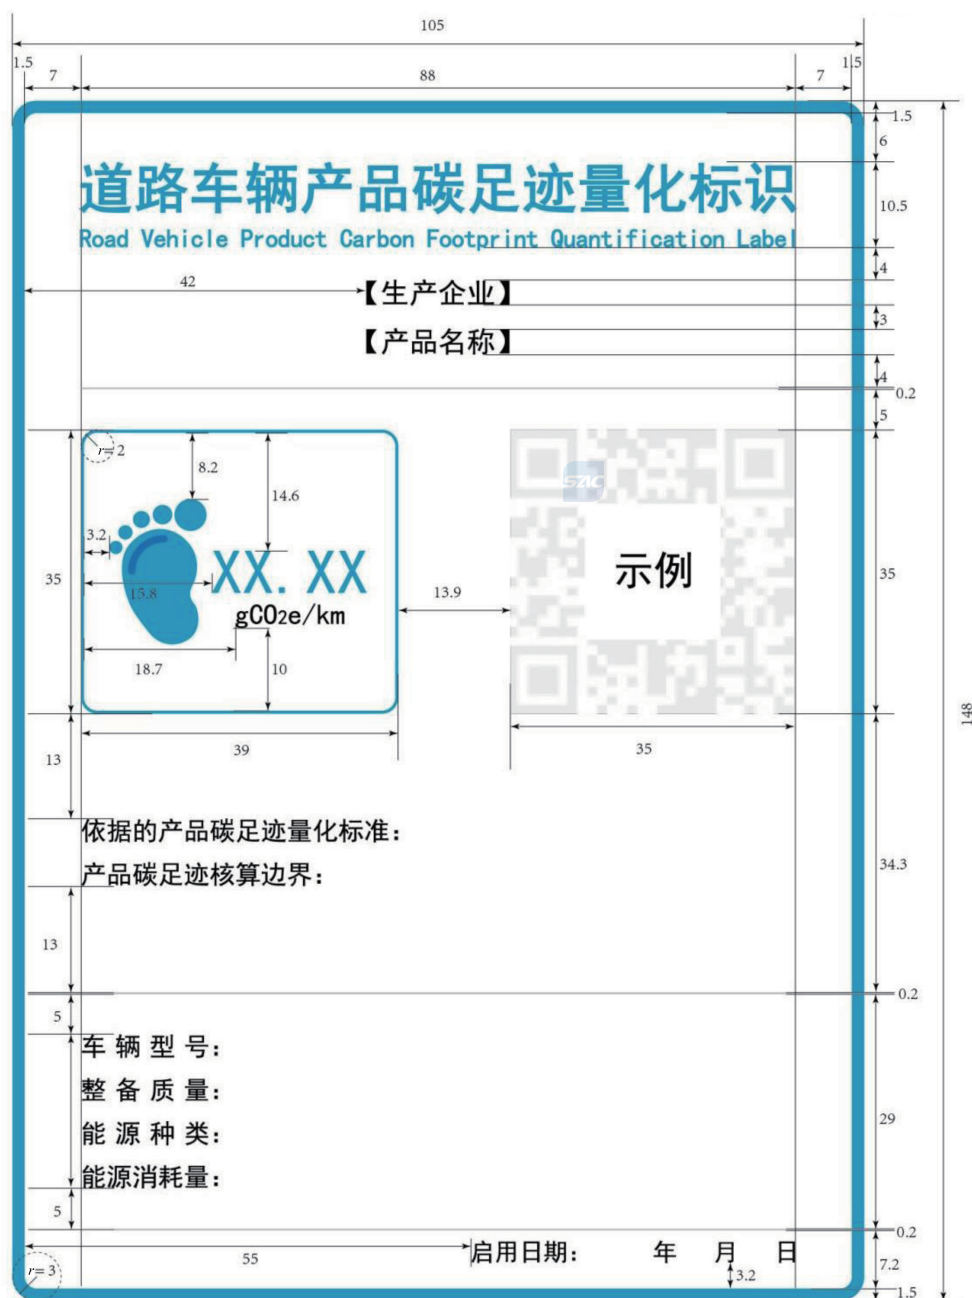 105
1.5 7 88 7 1.5
1.5
6
道路车辆产品碳足迹量化标识
10.5
Road Vehicle Product Carbon Footprint Quantification Label
4
42
【生产企业】
3
【产品名称】
4
0.2
5
r=2
8.2
14.6
SZIC
3.2
XX.XX
示例
35
15.8
13.9
35
gCO2e/km
18.7
10
148
39
35
13
依据的产品碳足迹量化标准：
产品碳足迹核算边界：
34.3
13
0.2
5
车辆型号：
整备质量：
29
能源种类：
能源消耗量：
5
0.2
55
启用日期： 年 月 日
7.2
r=3
3.2
1.5